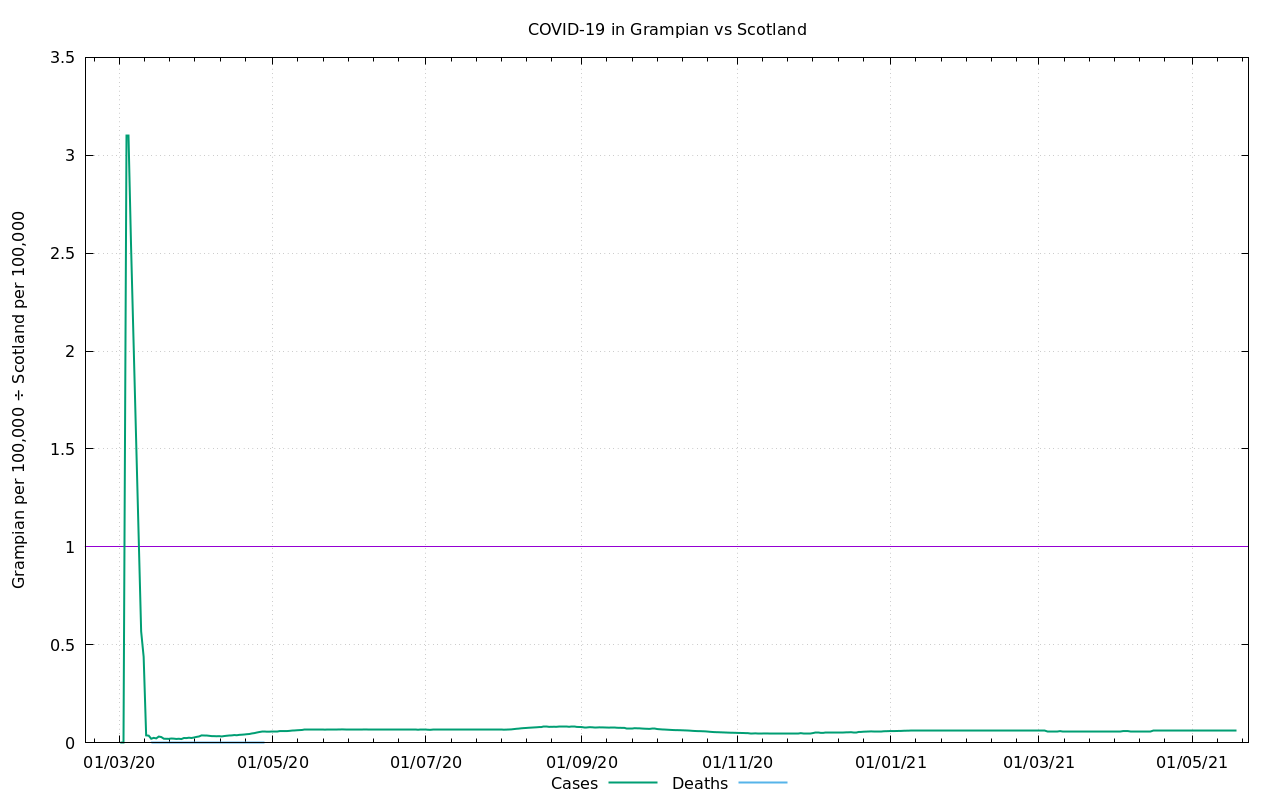 COVID-19 in Grampian vs Scotland
Grampian per 100,000 ÷ Scotland per 100,000
3.5
3
2.5
2
1.5
1
0.5
0
01/03/20 01/05/20 01/07/20 01/09/20 01/11/20 01/01/21 01/03/21 01/05/21
Cases Deaths